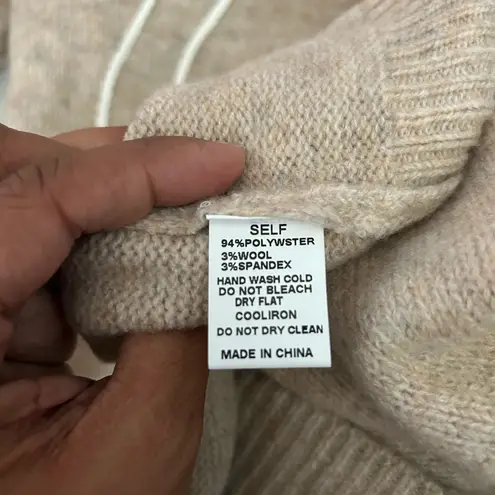 SELF
94%POLYWSTER
3%WOOL
3%SPANDEX
HAND WASH COLD
DO NOT BLEACH
DRY FLAT
COOLIRON
DO NOT DRY CLEAN
MADE IN CHINA